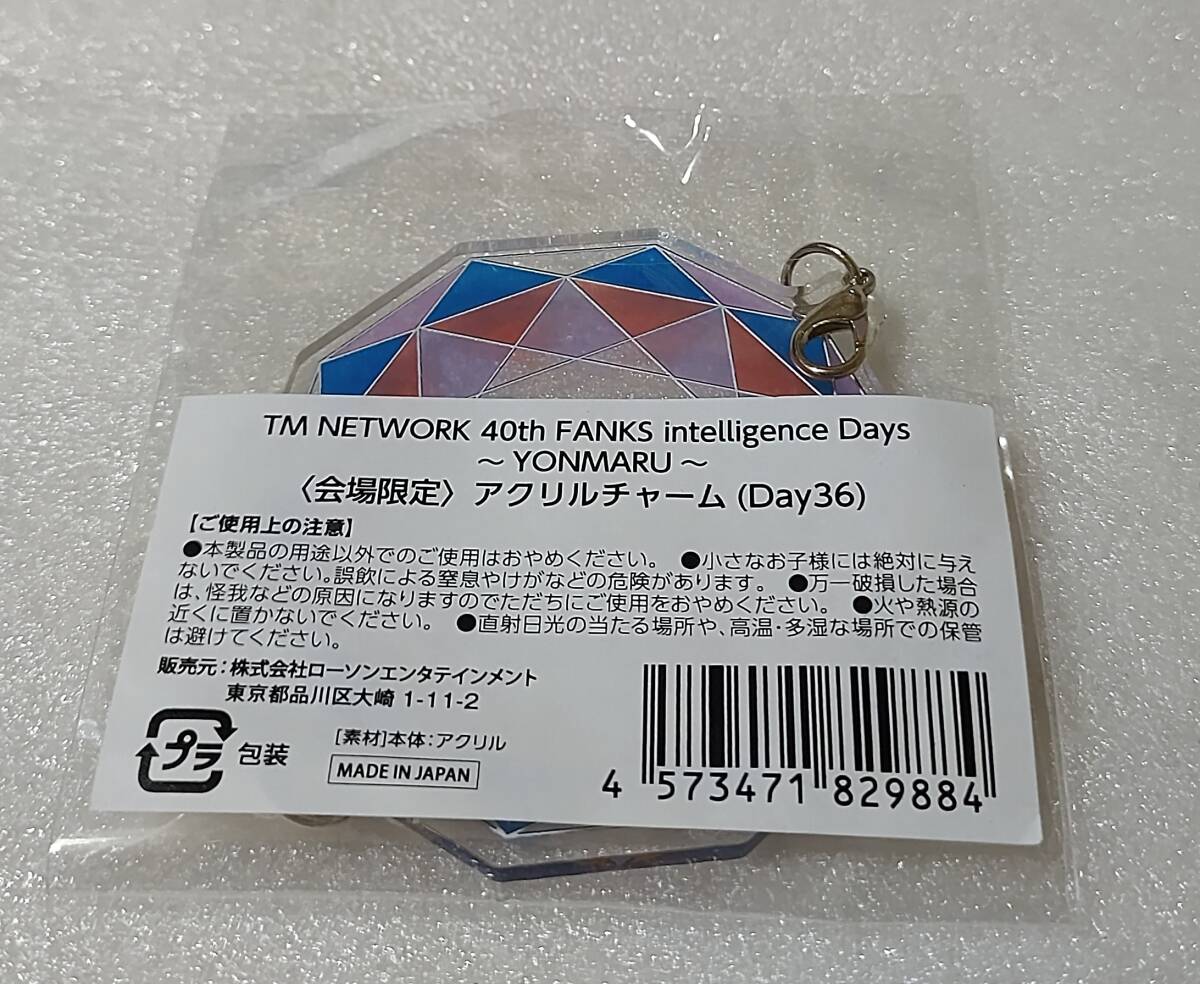 TM NETWORK 40th FANKS intelligence Days
～ YONMARU ～
〈会場限定〉アクリルチャーム (Day36)
【ご使用上の注意】
●本製品の用途以外でのご使用はおやめください。 ●小さなお子様には絶対に与え
ないでください。誤飲による窒息やけがなどの危険があります。 ●万一破損した場合
は、怪我などの原因になりますのでただちにご使用をおやめください。 ●火や熱源の
近くに置かないでください。 ●直射日光の当たる場所や、高温・多湿な場所での保管
は避けてください。
販売元：株式会社ローソンエンタテインメント
東京都品川区大崎 1-11-2
プラ 包装
[素材]本体：アクリル
MADE IN JAPAN
4 573471 829884